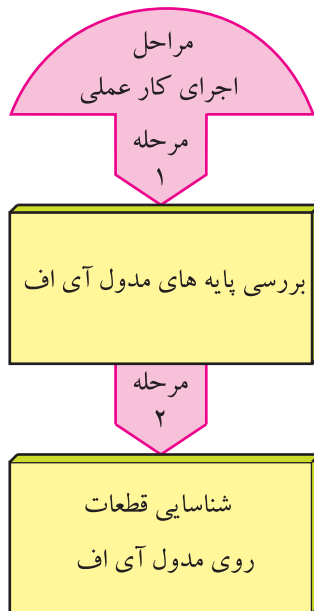 مراحل
اجرای کار عملی
مرحله
۱
بررسی پایه های مدول آی اف
مرحله
۲
شناسایی قطعات
روی مدول آی اف